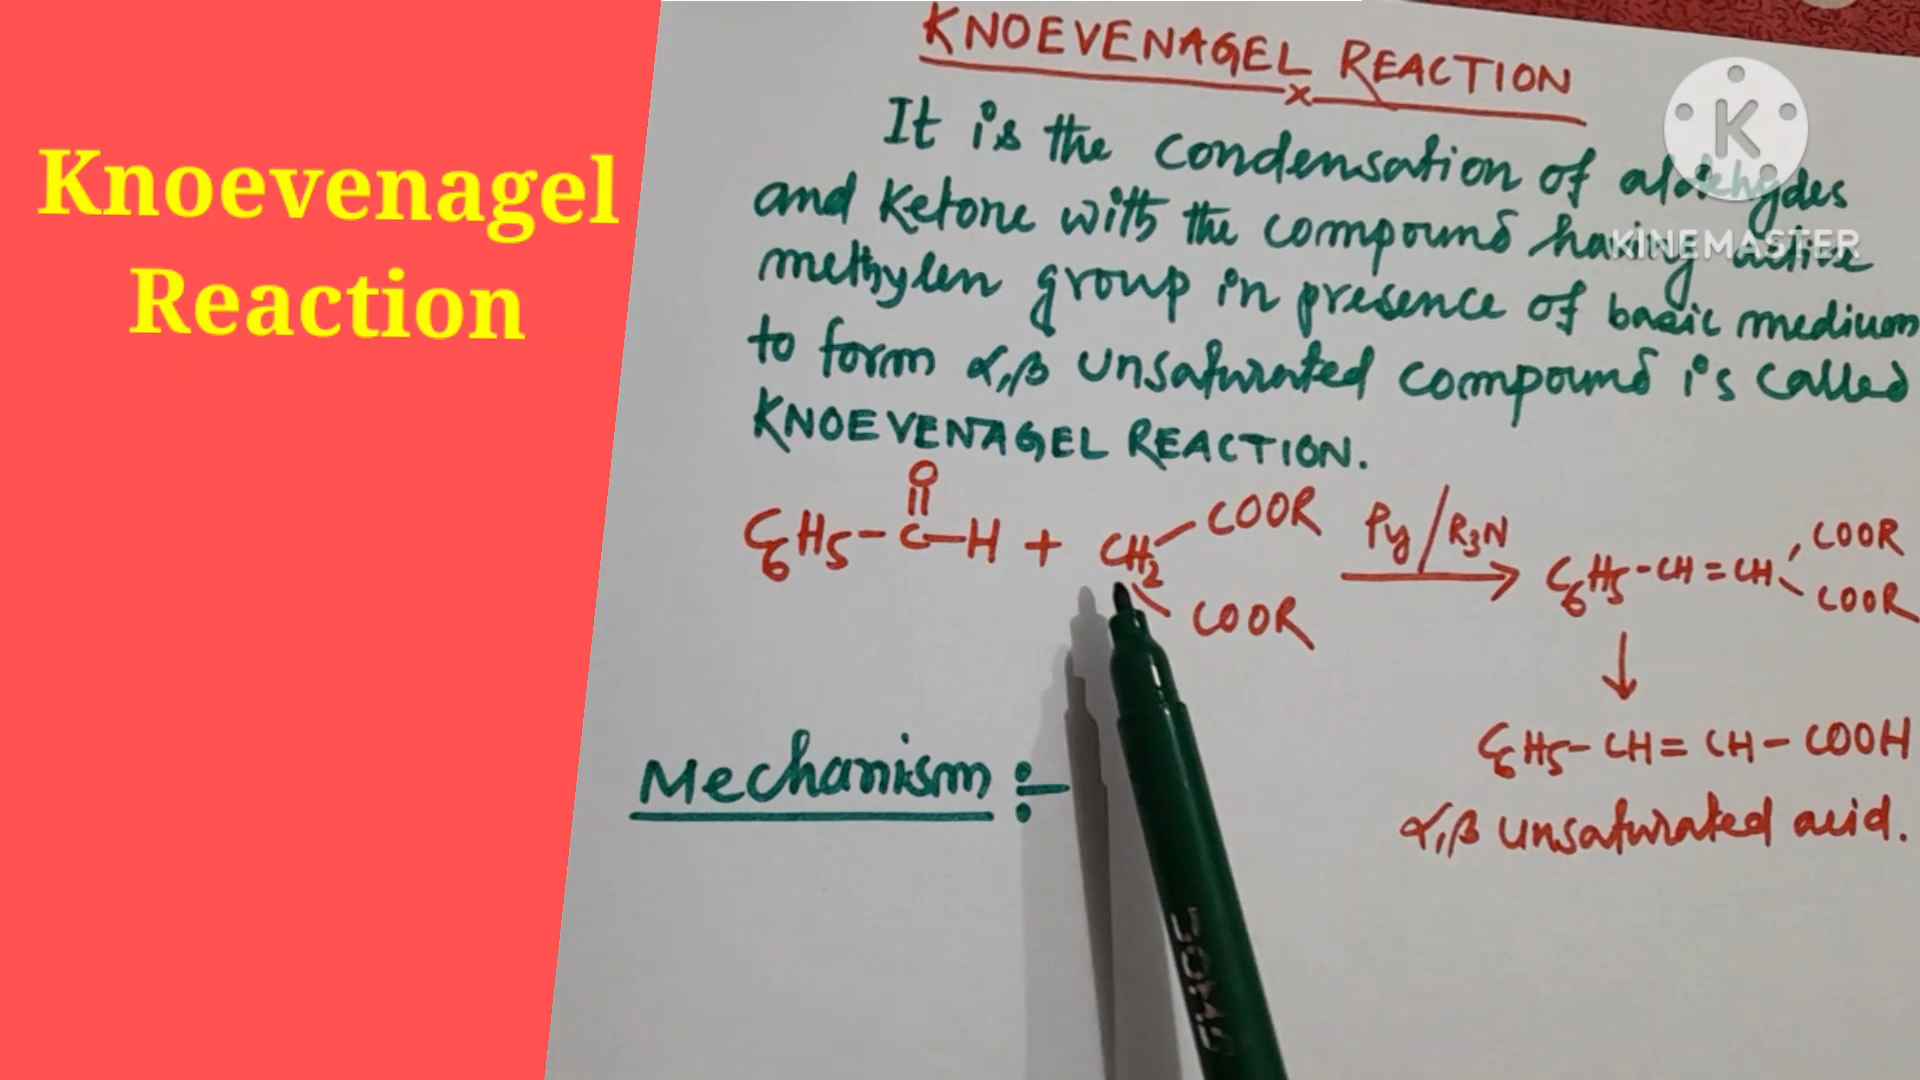 Knoevenagel
Reaction
KNOEVENAGEL REACTION
It is the condensation of aldehydes
and Ketone with the compound having active
methylen group in presence of basic medium
to form α,β unsaturated compound is called
KNOEVENAGEL REACTION.
O
C6H5-C-H + CH2 COOR Py/R3N C6H5-CH=CH COOR
COOR COOR
C6H5-CH=CH-COOH
α,β unsaturated acid.
Mechanism :-
K
KINEMASTER